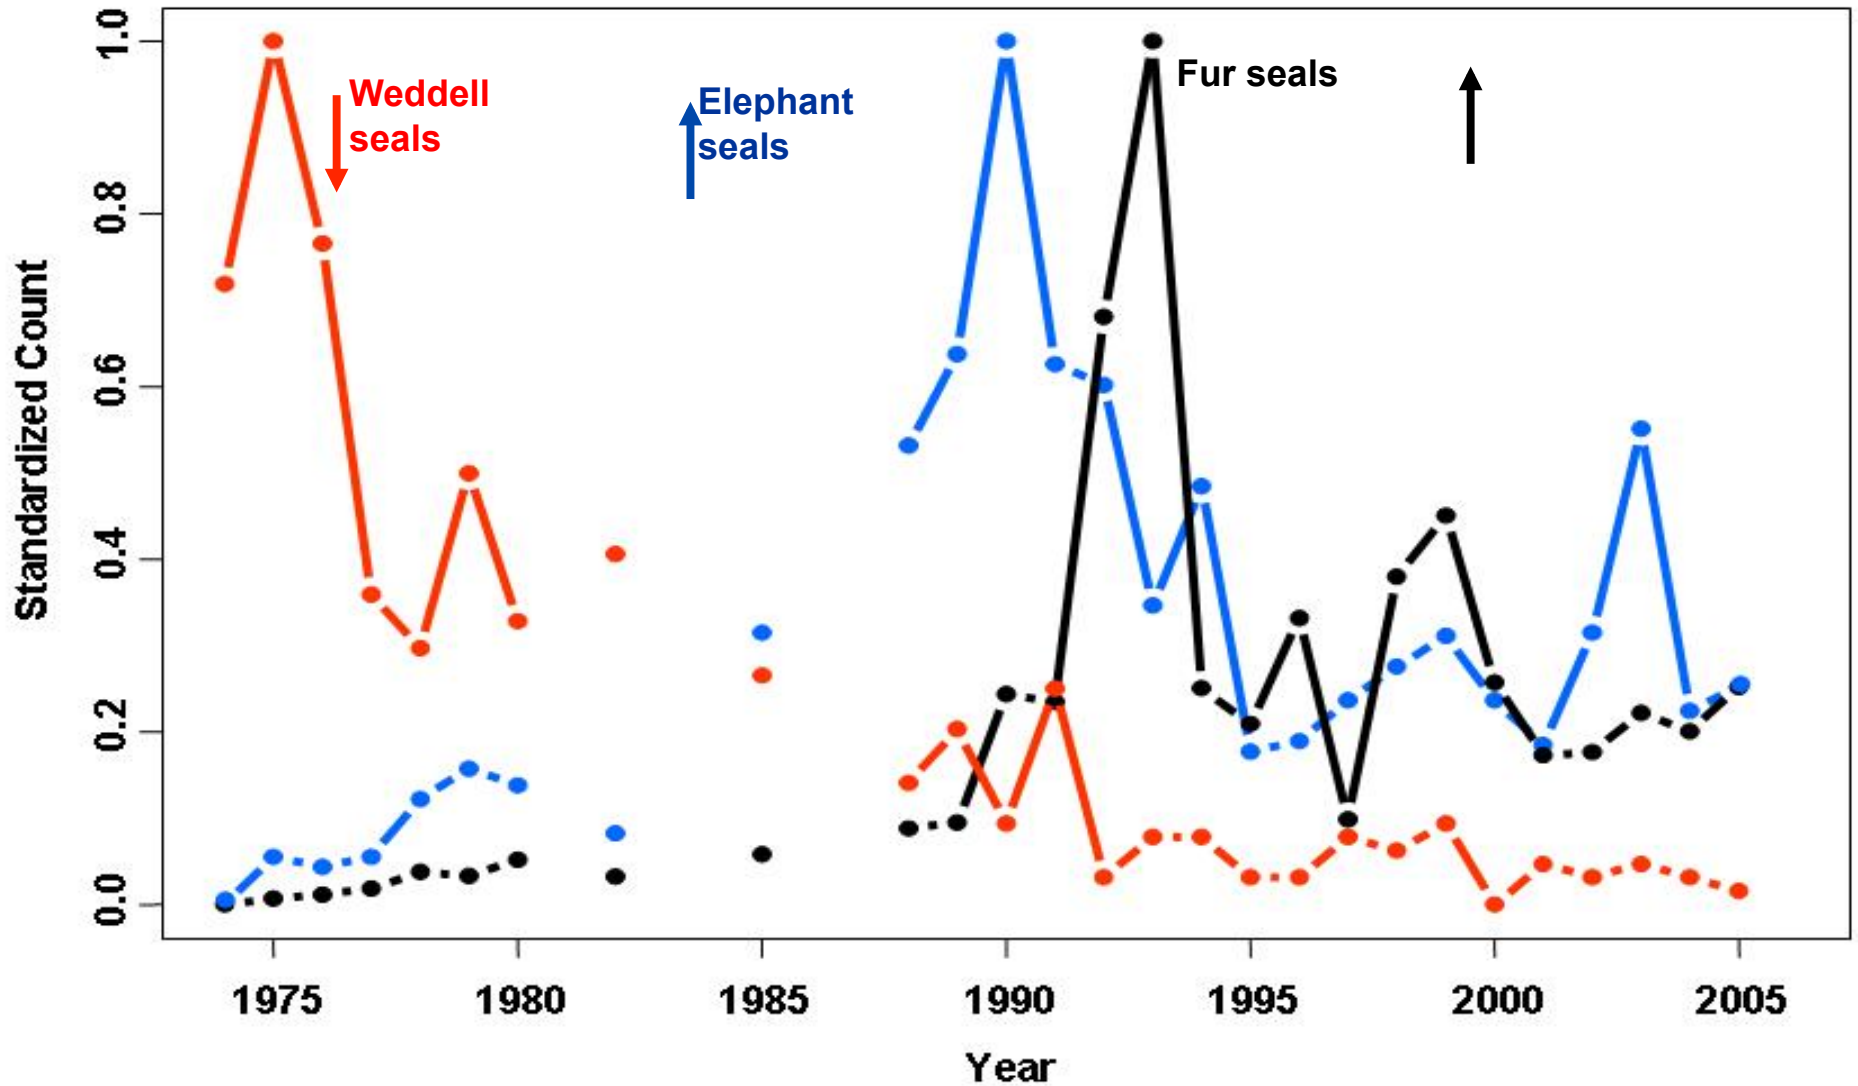 1.0
Weddell
seals
Elephant
seals
Fur seals
0.8
0.6
0.4
0.2
0.0
Standardized Count
1975 1980 1985 1990 1995 2000 2005
Year